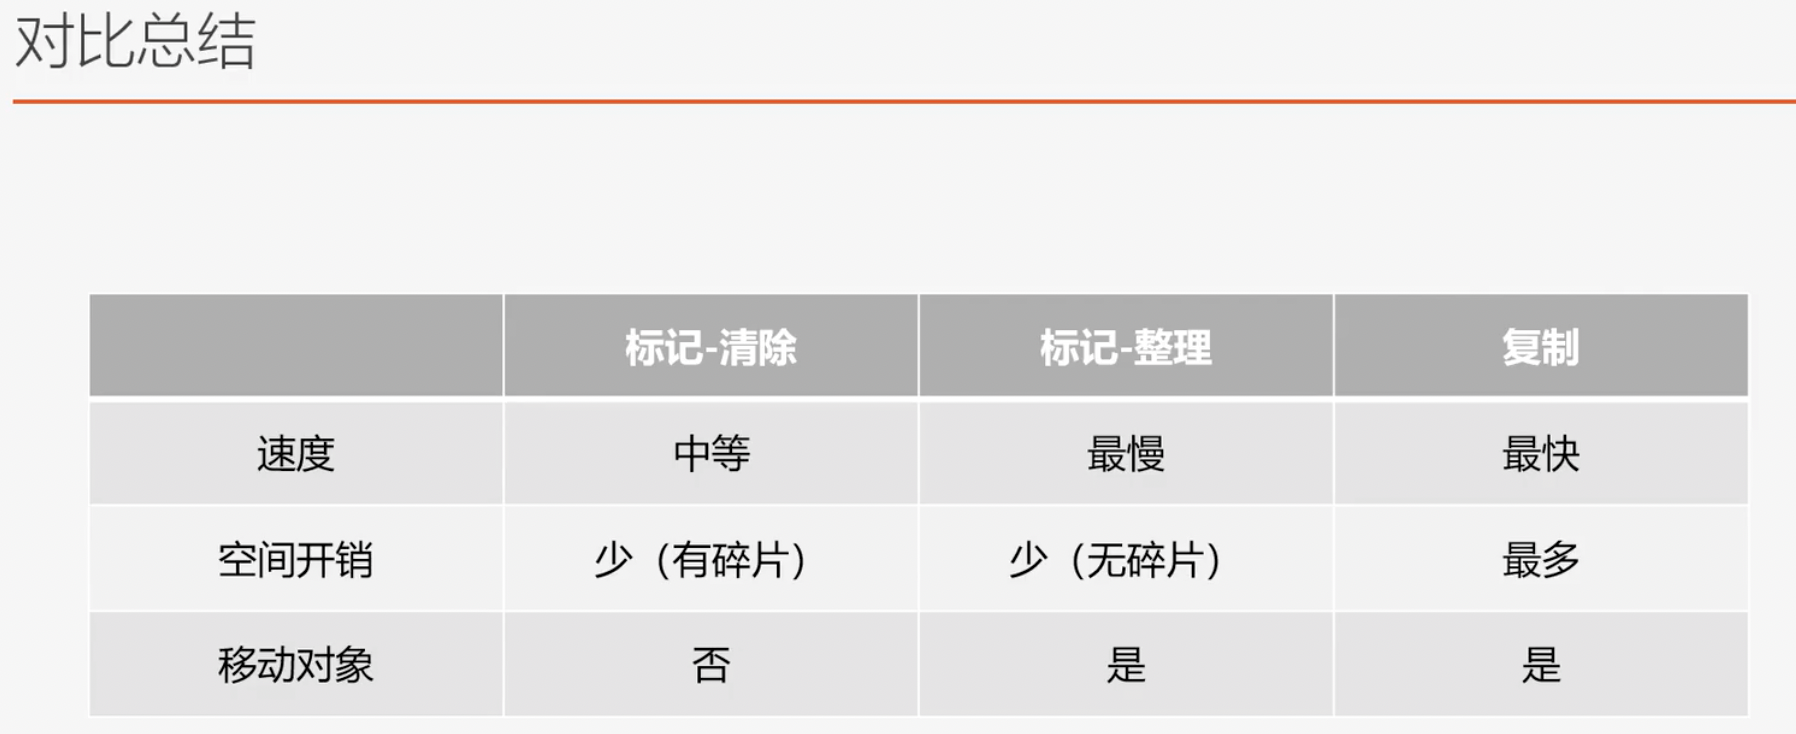 对比总结
标记-清除 标记-整理 复制
速度 中等 最慢 最快
空间开销 少（有碎片） 少（无碎片） 最多
移动对象 否 是 是